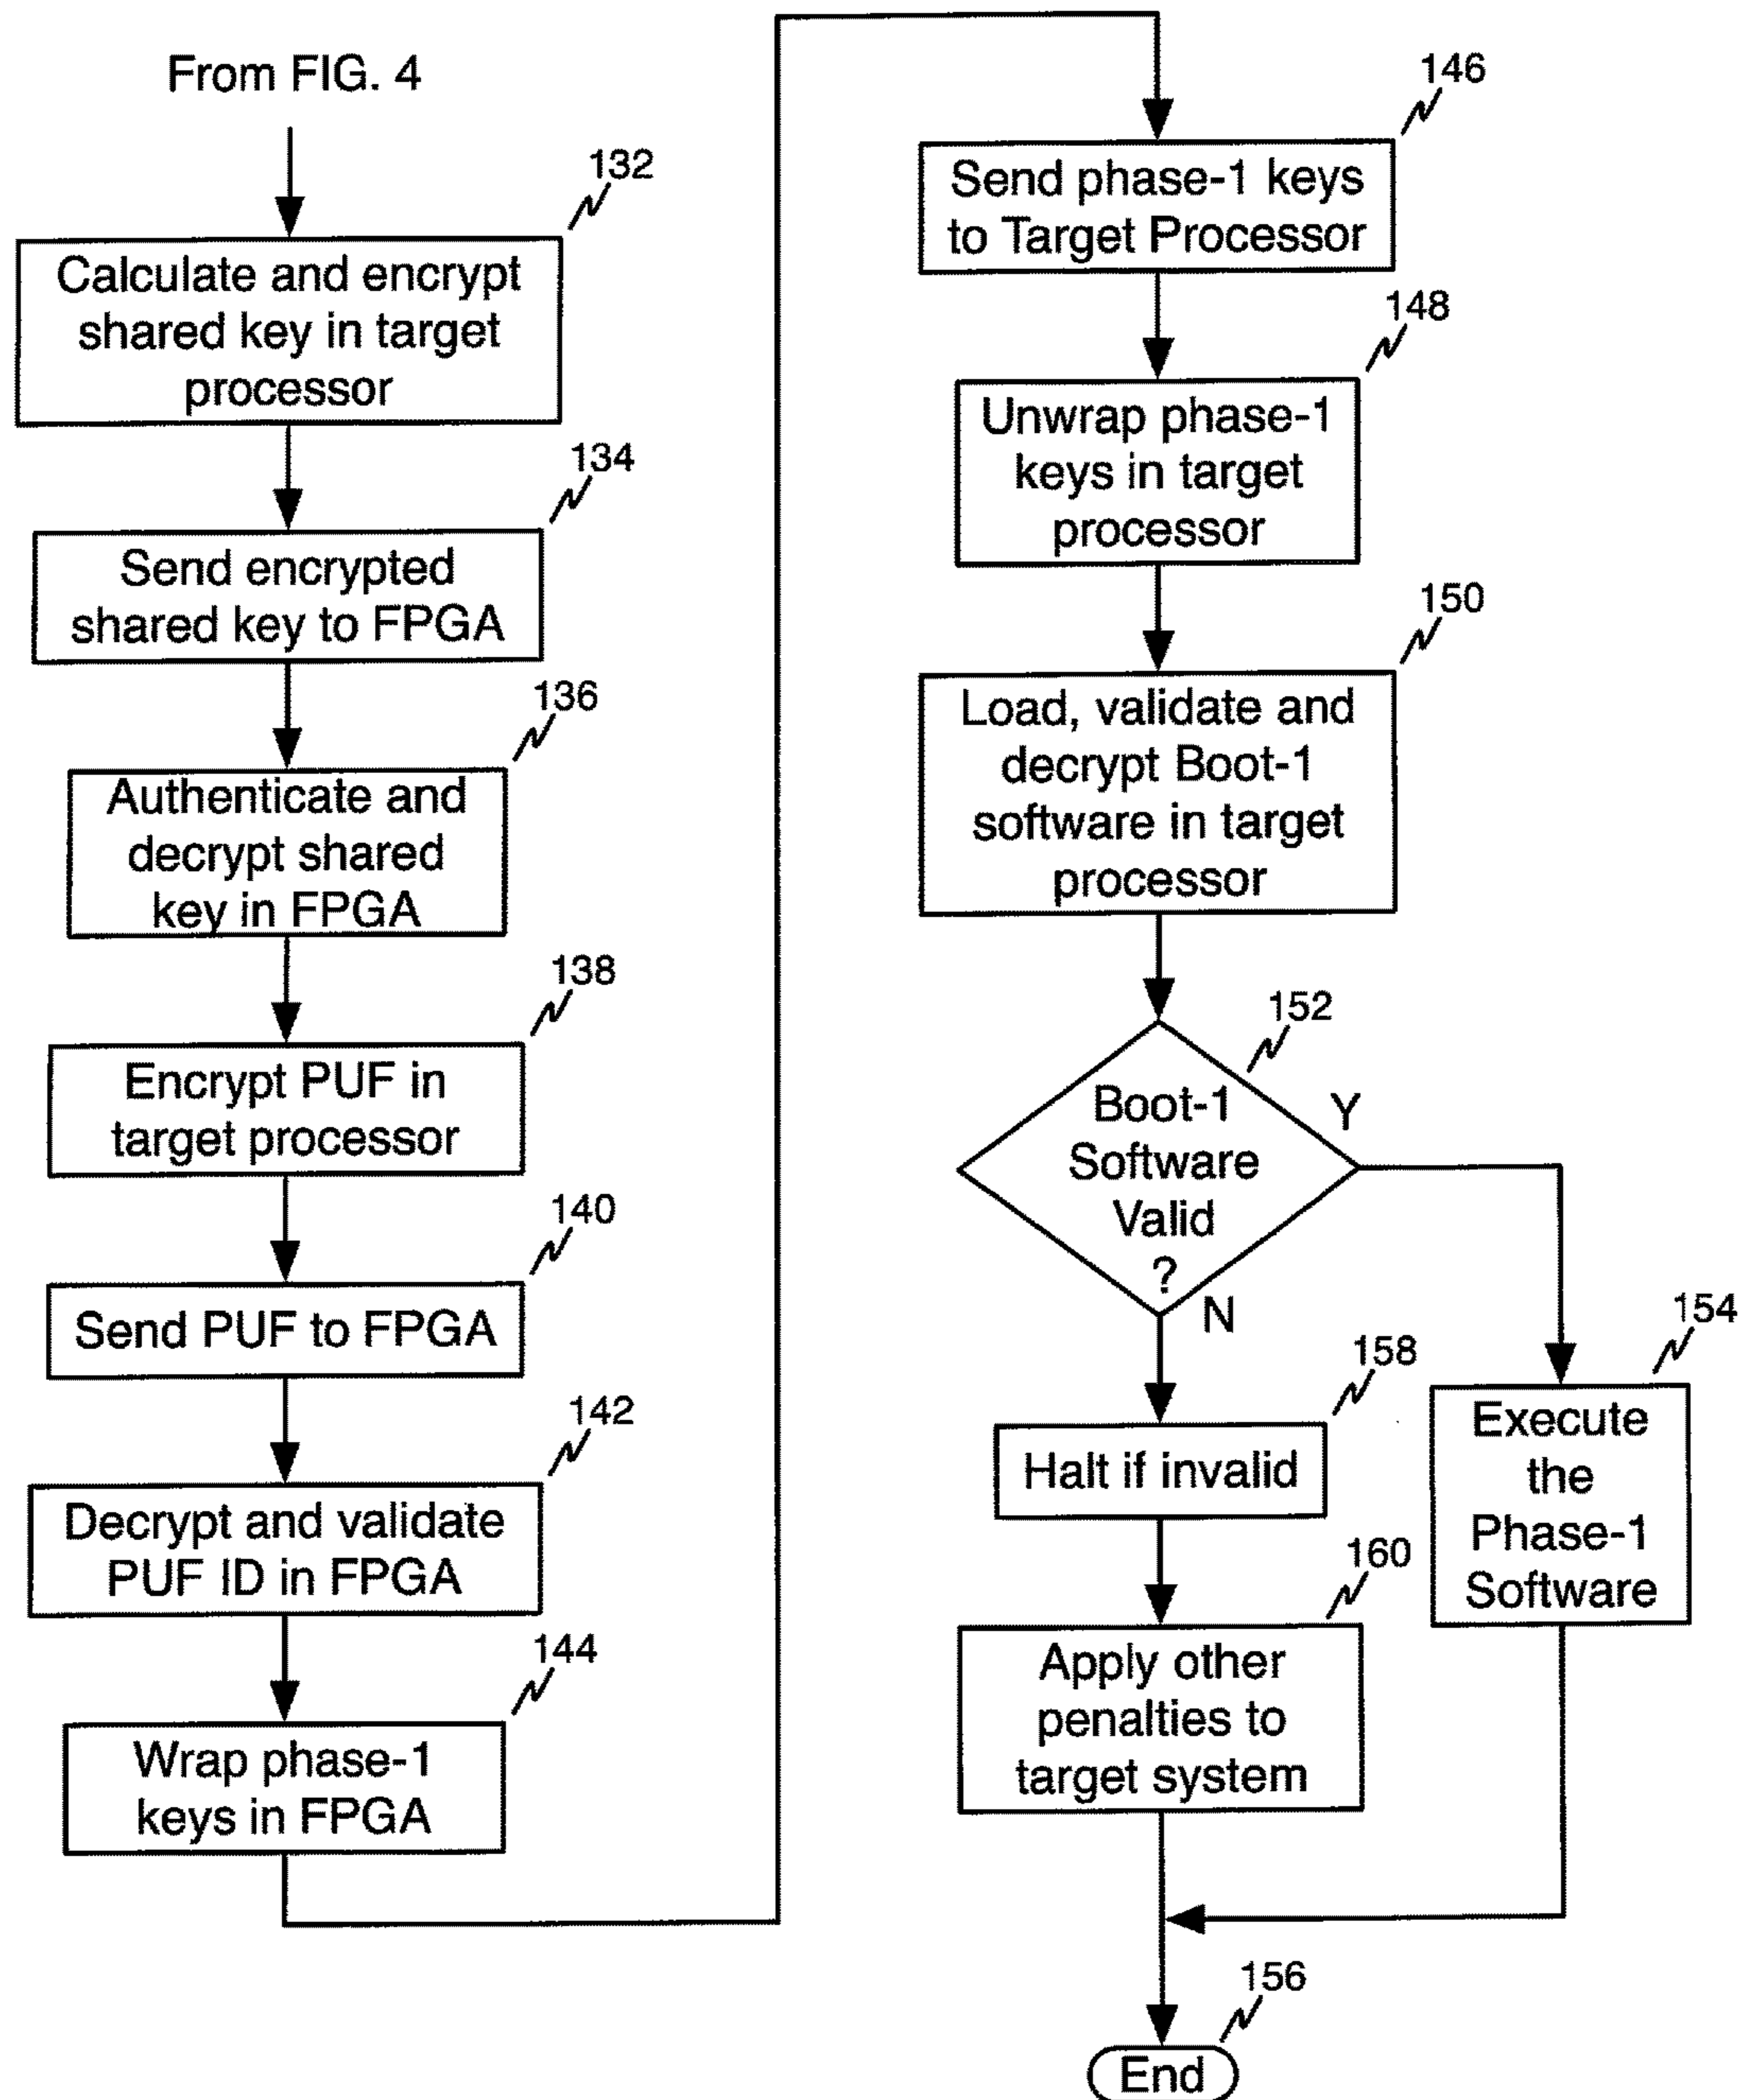 From FIG. 4
132
Calculate and encrypt
shared key in target
processor
134
Send encrypted
shared key to FPGA
136
Authenticate and
decrypt shared
key in FPGA
138
Encrypt PUF in
target processor
140
Send PUF to FPGA
142
Decrypt and validate
PUF ID in FPGA
144
Wrap phase-1
keys in FPGA
146
Send phase-1 keys
to Target Processor
148
Unwrap phase-1
keys in target
processor
150
Load, validate and
decrypt Boot-1
software in target
processor
152
Boot-1
Software
Valid
?
Y
N
154
Execute
the
Phase-1
Software
158
Halt if invalid
160
Apply other
penalties to
target system
156
End